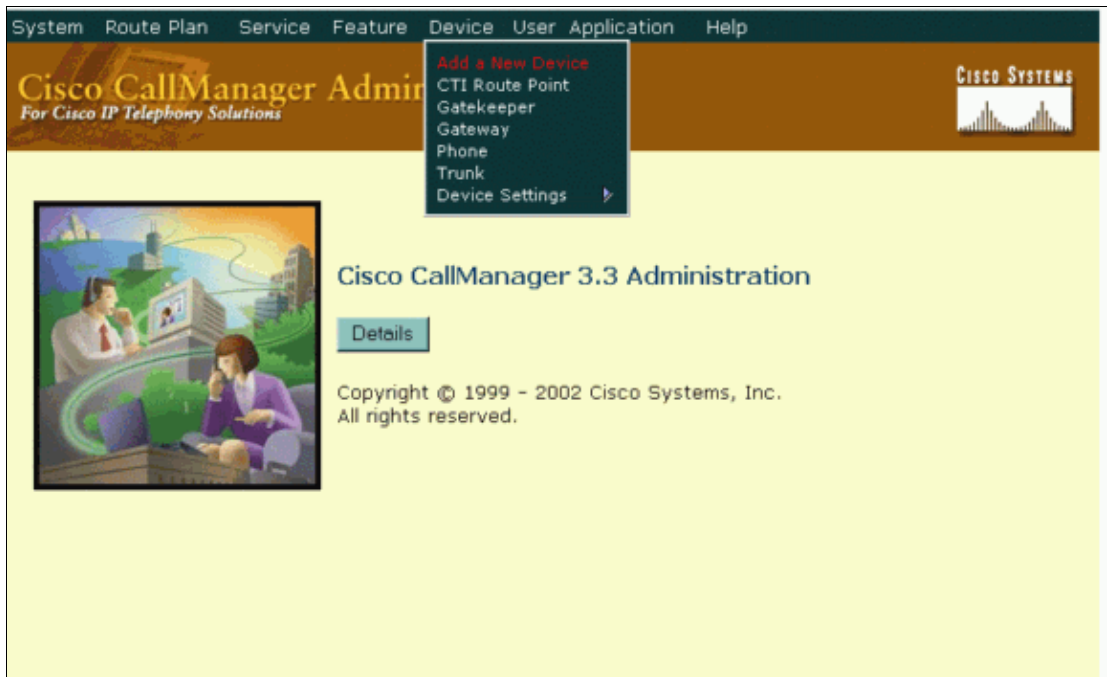 System Route Plan Service Feature Device User Application Help
Add a New Device
CTI Route Point
Gatekeeper
Gateway
Phone
Trunk
Device Settings
Cisco CallManager Admin
For Cisco IP Telephony Solutions
CISCO SYSTEMS
Cisco CallManager 3.3 Administration
Details
Copyright © 1999 - 2002 Cisco Systems, Inc.
All rights reserved.